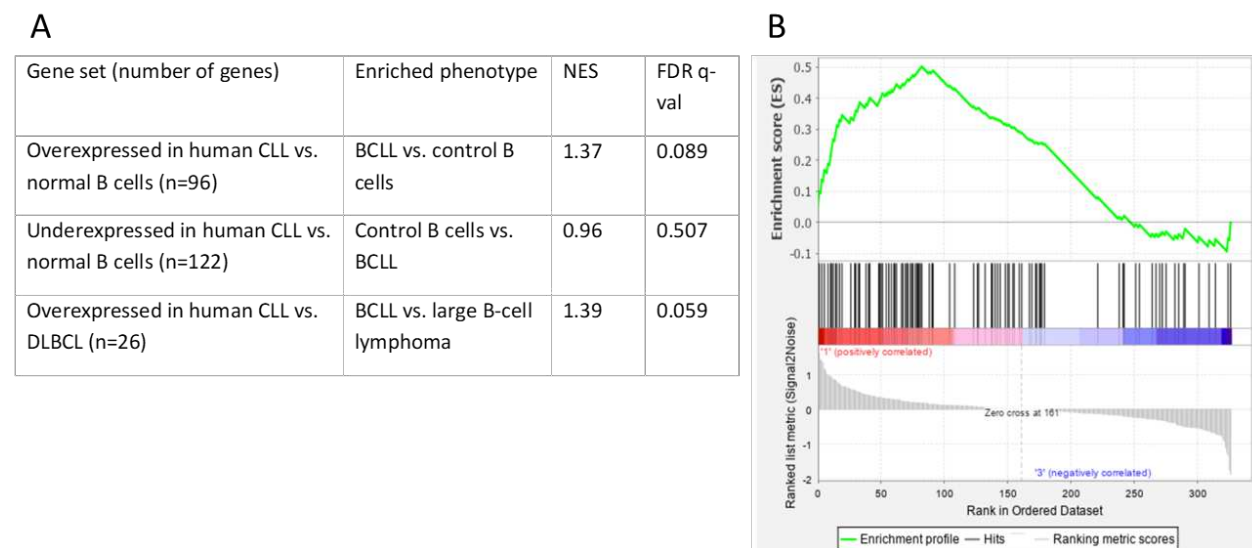 A
Gene set (number of genes) Enriched phenotype NES FDR q-
val
Overexpressed in human CLL vs. BCLL vs. control B 1.37 0.089
normal B cells (n=96) cells
Underexpressed in human CLL vs. Control B cells vs. 0.96 0.507
normal B cells (n=122) BCLL
Overexpressed in human CLL vs. BCLL vs. large B-cell 1.39 0.059
DLBCL (n=26) lymphoma
B
Enrichment score (ES)
0.5
0.4
0.3
0.2
0.1
0.0
-0.1
'1' (positively correlated)
Ranked list metric (Signal2Noise)
1
0
-1
-2
Zero cross at 161
'3' (negatively correlated)
0 50 100 150 200 250 300
Rank in Ordered Dataset
Enrichment profile Hits Ranking metric scores